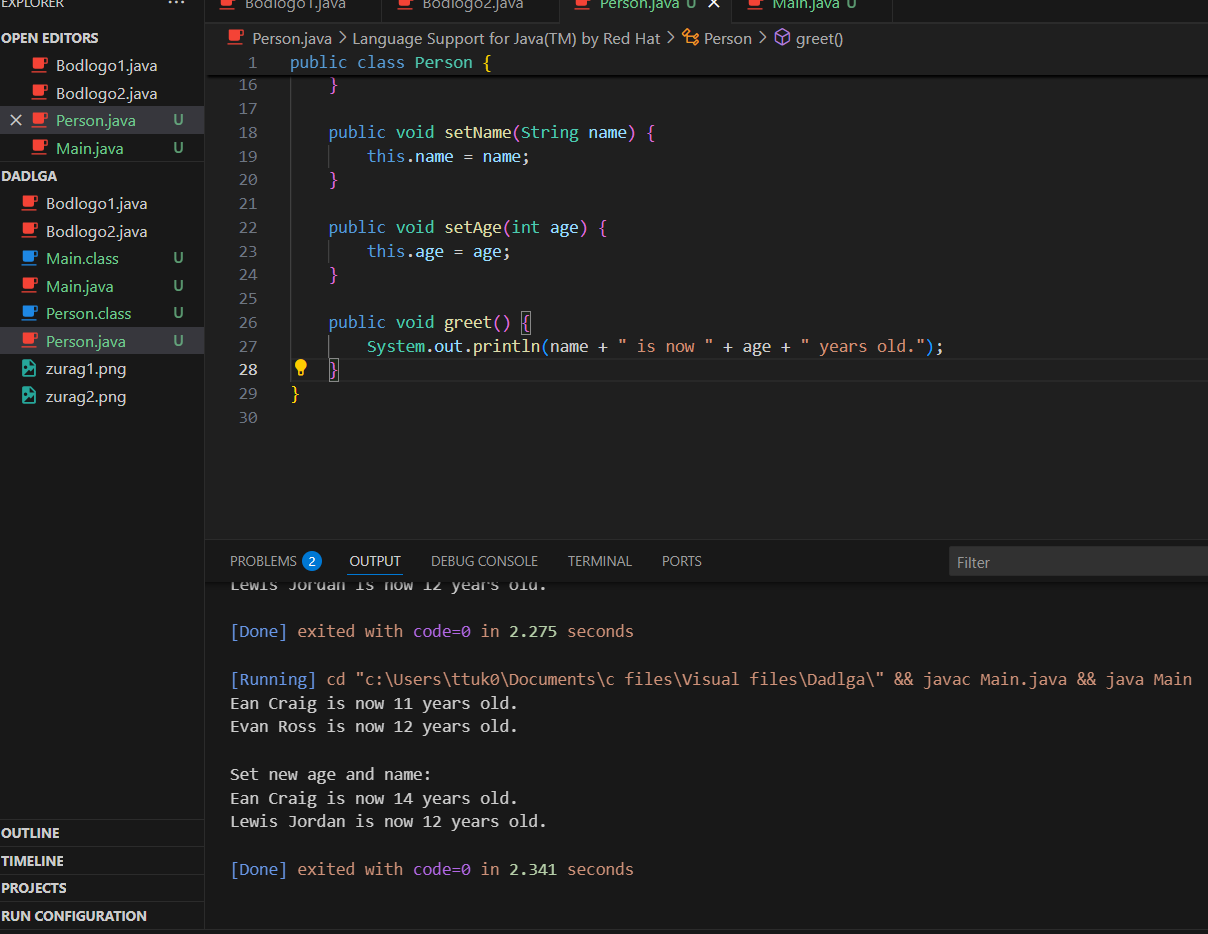 EXPLORER ···
Bodlogo1.java Bodlogo2.java Person.java U Main.java U
OPEN EDITORS
Bodlogo1.java
Bodlogo2.java
Person.java U
Main.java U
DADLGA
Bodlogo1.java
Bodlogo2.java
Main.class U
Main.java U
Person.class U
Person.java U
zurag1.png
zurag2.png
OUTLINE
TIMELINE
PROJECTS
RUN CONFIGURATION
Person.java > Language Support for Java(TM) by Red Hat > Person > greet()
1 public class Person {
16 }
17
18 public void setName(String name) {
19 this.name = name;
20 }
21
22 public void setAge(int age) {
23 this.age = age;
24 }
25
26 public void greet() {
27 System.out.println(name + " is now " + age + " years old.");
28 }
29 }
30
PROBLEMS 2 OUTPUT DEBUG CONSOLE TERMINAL PORTS Filter
Lewis Jordan is now 12 years old.
[Done] exited with code=0 in 2.275 seconds
[Running] cd "c:\Users\ttuk0\Documents\c files\Visual files\Dadlga\" && javac Main.java && java Main
Ean Craig is now 11 years old.
Evan Ross is now 12 years old.
Set new age and name:
Ean Craig is now 14 years old.
Lewis Jordan is now 12 years old.
[Done] exited with code=0 in 2.341 seconds